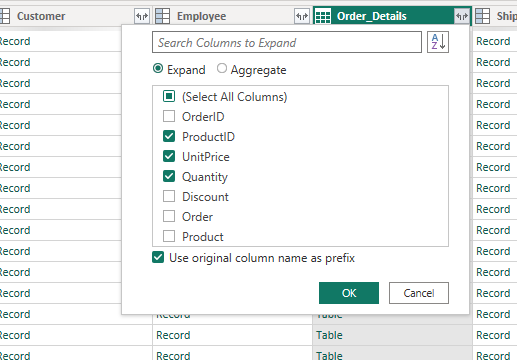 Customer Employee Order_Details Ship
Record Record
Search Columns to Expand
Record Record
Expand Aggregate
Record Record
(Select All Columns)
Record Record
OrderID
Record Record
ProductID
Record Record
UnitPrice
Record Record
Quantity
Record Record
Discount
Record Record
Order
Record Record
Product
Record Record
Use original column name as prefix
Record Record
Record Record
OK Cancel
Record Record
Record Record Table Record
Record Record Table Record
Record Record Table Record